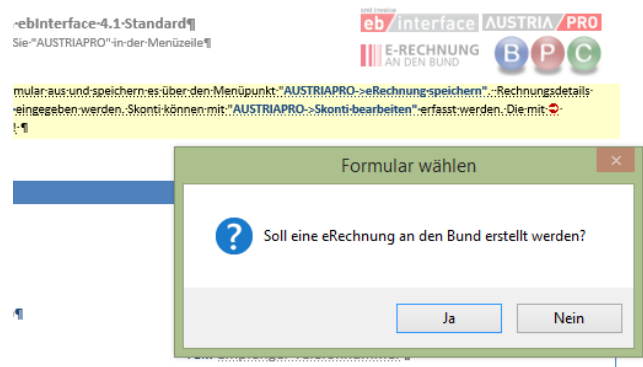 ebInterface·4.1·Standard¶
xml invoice
eb/interface AUSTRIA/PRO
Sie·"AUSTRIAPRO"·in·der·Menüzeile¶
E-RECHNUNG
AN DEN BUND
B P C
mular·aus·und·speichern·es·über·den·Menüpunkt·"AUSTRIAPRO->eRechnung·speichern".··Rechnungsdetails·
eingegeben·werden.·Skonti·können·mit·"AUSTRIAPRO->Skonti·bearbeiten"·erfasst·werden.·Die·mit·
!·¶
Formular wählen
Soll eine eRechnung an den Bund erstellt werden?
Ja
Nein